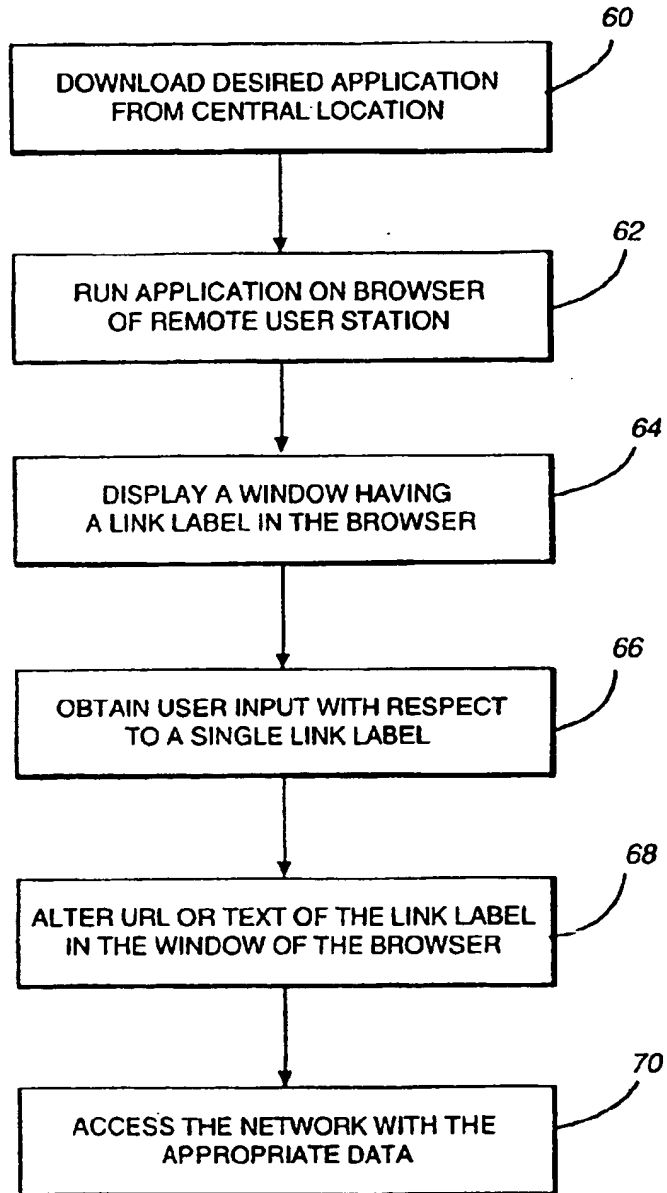 60
DOWNLOAD DESIRED APPLICATION
FROM CENTRAL LOCATION
62
RUN APPLICATION ON BROWSER
OF REMOTE USER STATION
64
DISPLAY A WINDOW HAVING
A LINK LABEL IN THE BROWSER
66
OBTAIN USER INPUT WITH RESPECT
TO A SINGLE LINK LABEL
68
ALTER URL OR TEXT OF THE LINK LABEL
IN THE WINDOW OF THE BROWSER
70
ACCESS THE NETWORK WITH THE
APPROPRIATE DATA